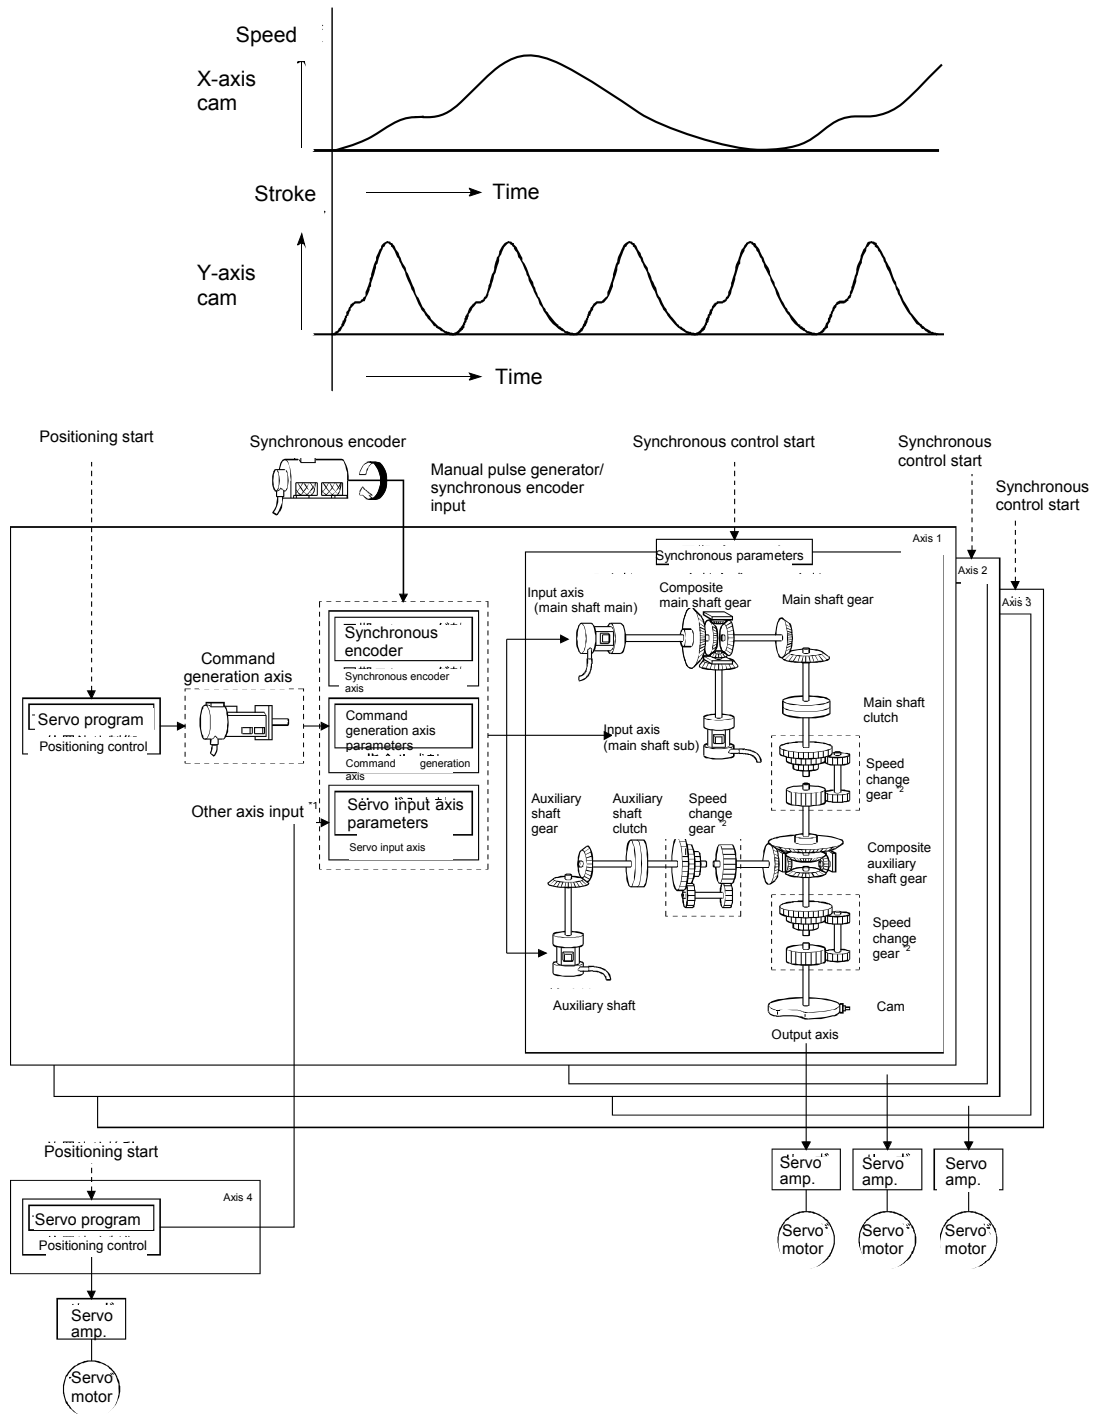 Speed
X-axis
cam
Stroke
Time
Y-axis
cam
Time
Positioning start
Synchronous encoder
Manual pulse generator/
synchronous encoder
input
Synchronous control start
Synchronous
control start
Synchronous
control start
Axis 1
Axis 2
Axis 3
Synchronous parameters
Input axis
(main shaft main)
Composite
main shaft gear
Main shaft gear
Synchronous
encoder
Synchronous encoder
axis
Command
generation axis
Servo program
Positioning control
Command
generation axis
parameters
Command generation
axis
Main shaft
clutch
Input axis
(main shaft sub)
Speed
change
gear *2
Other axis input *1
Servo input axis
parameters
Servo input axis
Auxiliary
shaft
gear
Auxiliary
shaft
clutch
Speed
change
gear *2
Composite
auxiliary
shaft gear
Speed
change
gear *2
Auxiliary shaft
Cam
Output axis
Positioning start
Axis 4
Servo program
Positioning control
Servo
amp.
Servo
motor
Servo
amp.
Servo
motor
Servo
amp.
Servo
motor
Servo
amp.
Servo
motor